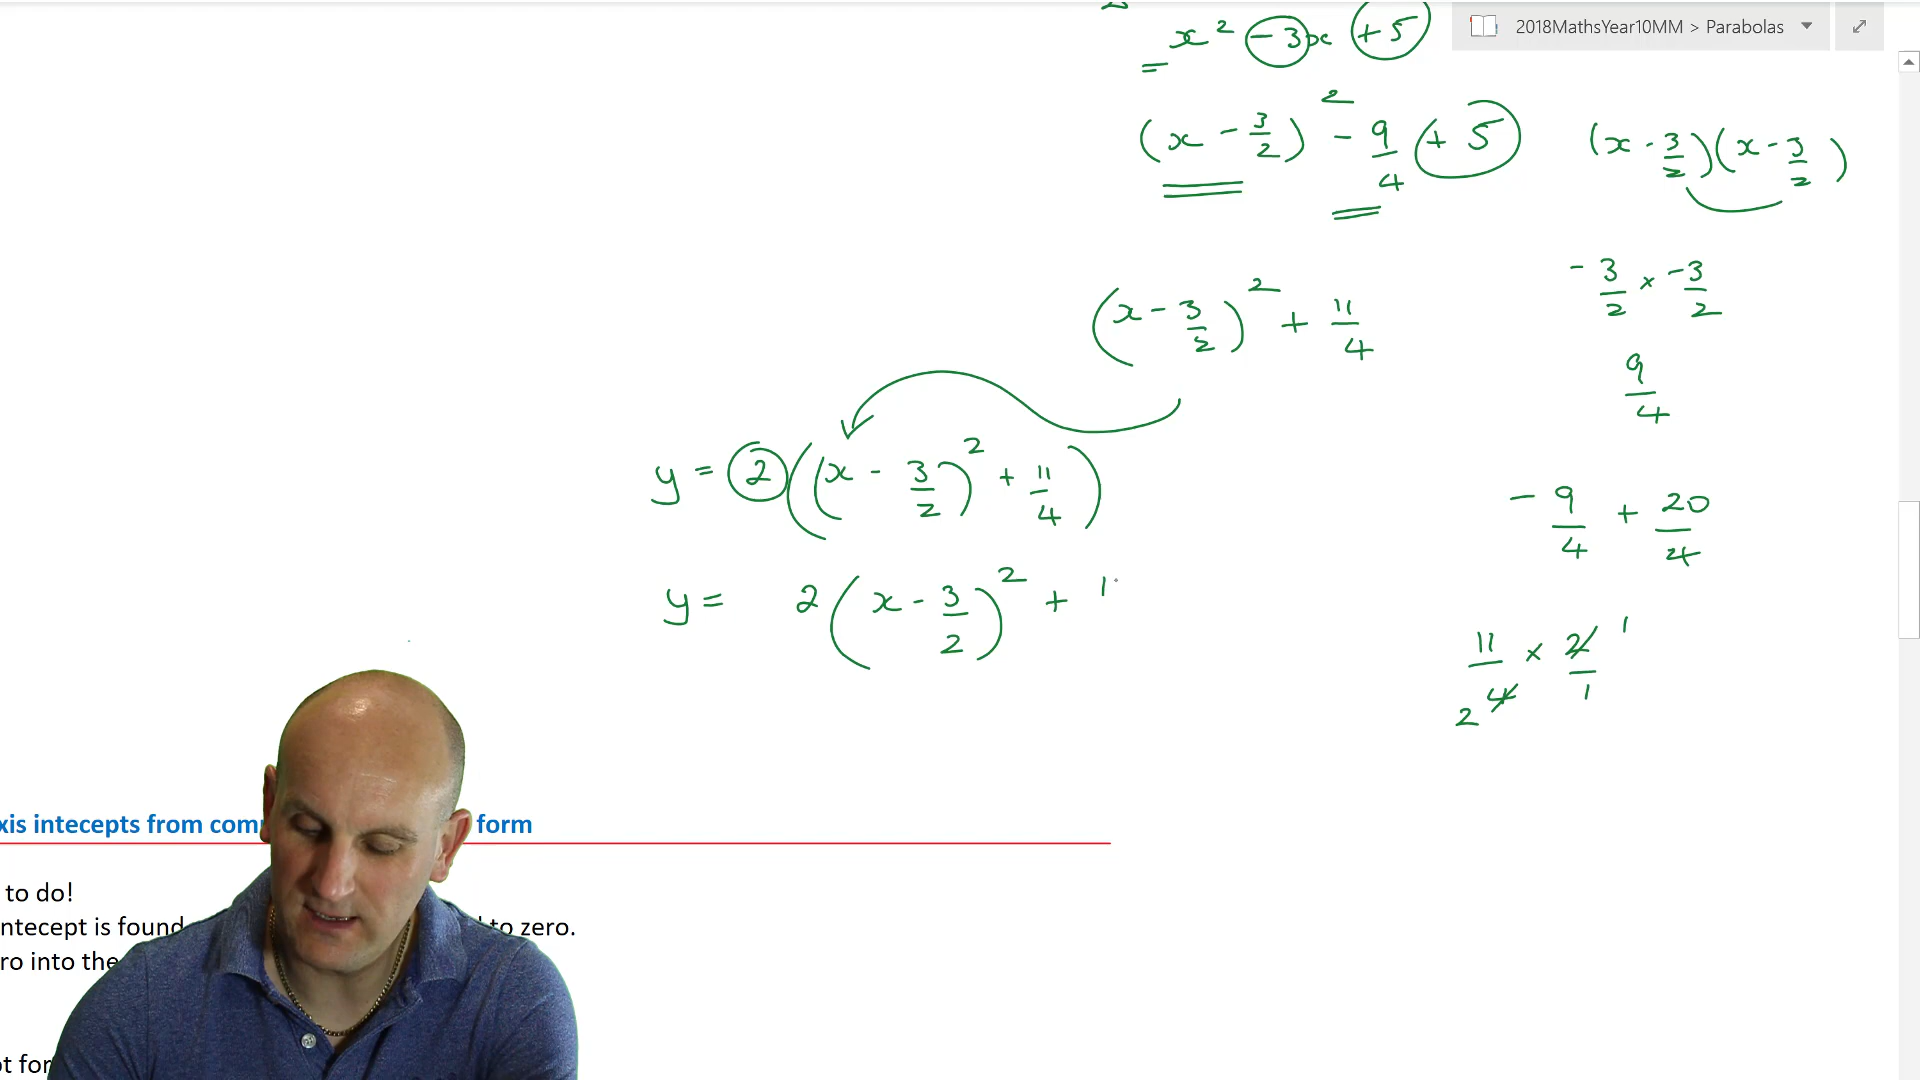 2018MathsYear10MM > Parabolas
= x² - 3x + 5
(x - 3/2)² - 9/4 + 5
(x - 3/2)(x - 3/2)
- 3/2 × - 3/2
9/4
(x - 3/2)² + 11/4
y = 2((x - 3/2)² + 11/4)
- 9/4 + 20/4
y = 2(x - 3/2)² + 1
11/4 × 2/1
2 1
xis intecepts from com form
to do!
ntecept is found to zero.
ro into the
ot for